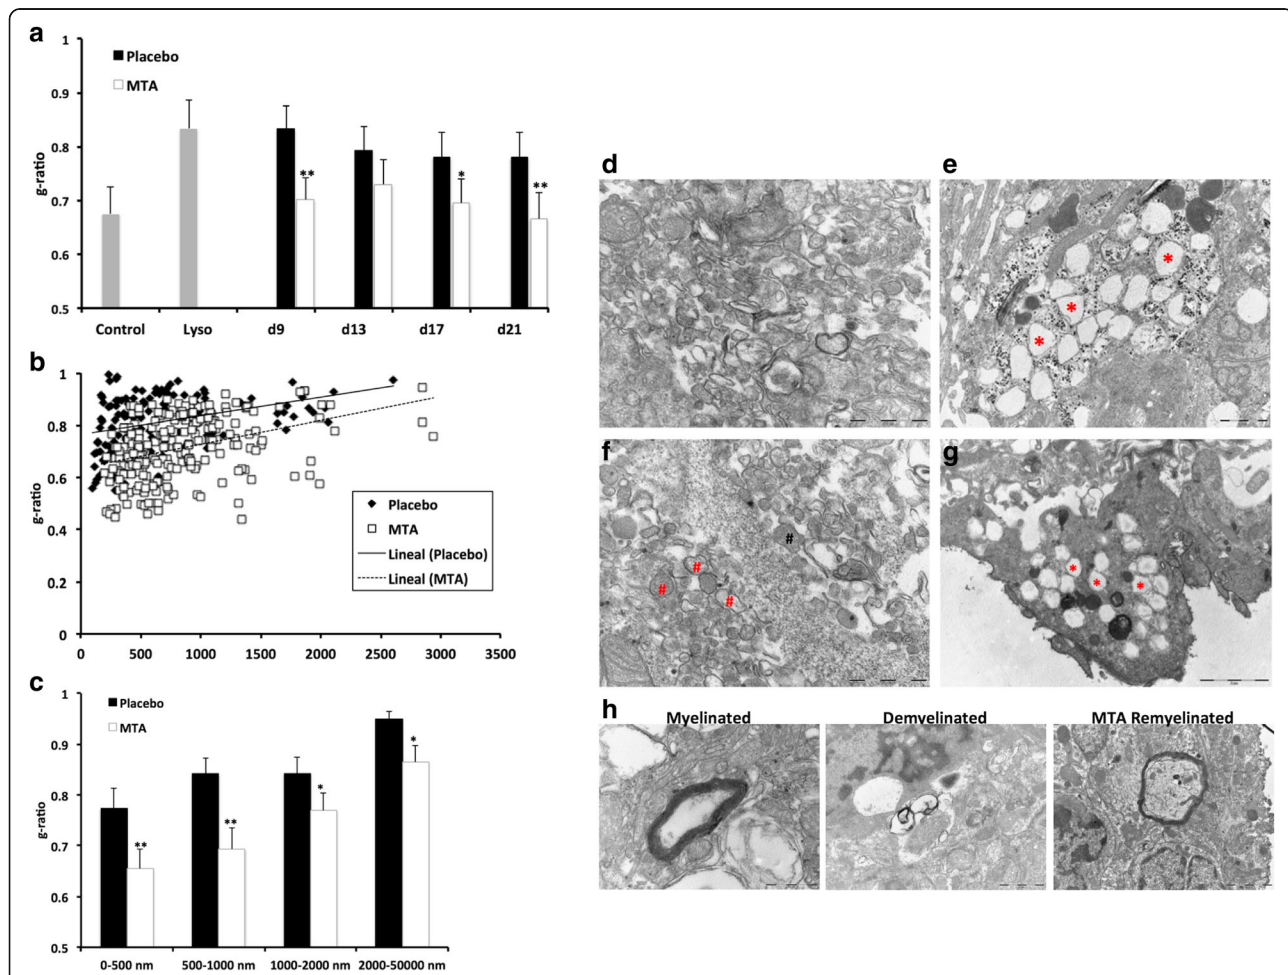 a
1
0.9
0.8
0.7
0.6
0.5
g-ratio
Placebo
MTA
**
*
**
Control Lyso d9 d13 d17 d21
b
1
0.8
0.6
0.4
0.2
0
g-ratio
Placebo
MTA
Lineal (Placebo)
Lineal (MTA)
0 500 1000 1500 2000 2500 3000 3500
c
1
0.9
0.8
0.7
0.6
0.5
g-ratio
Placebo
MTA
**
**
*
*
0-500 nm 500-1000 nm 1000-2000 nm 2000-50000 nm
d
e
*
*
*
f
#
#
#
#
g
* * *
h
Myelinated Demyelinated MTA Remyelinated